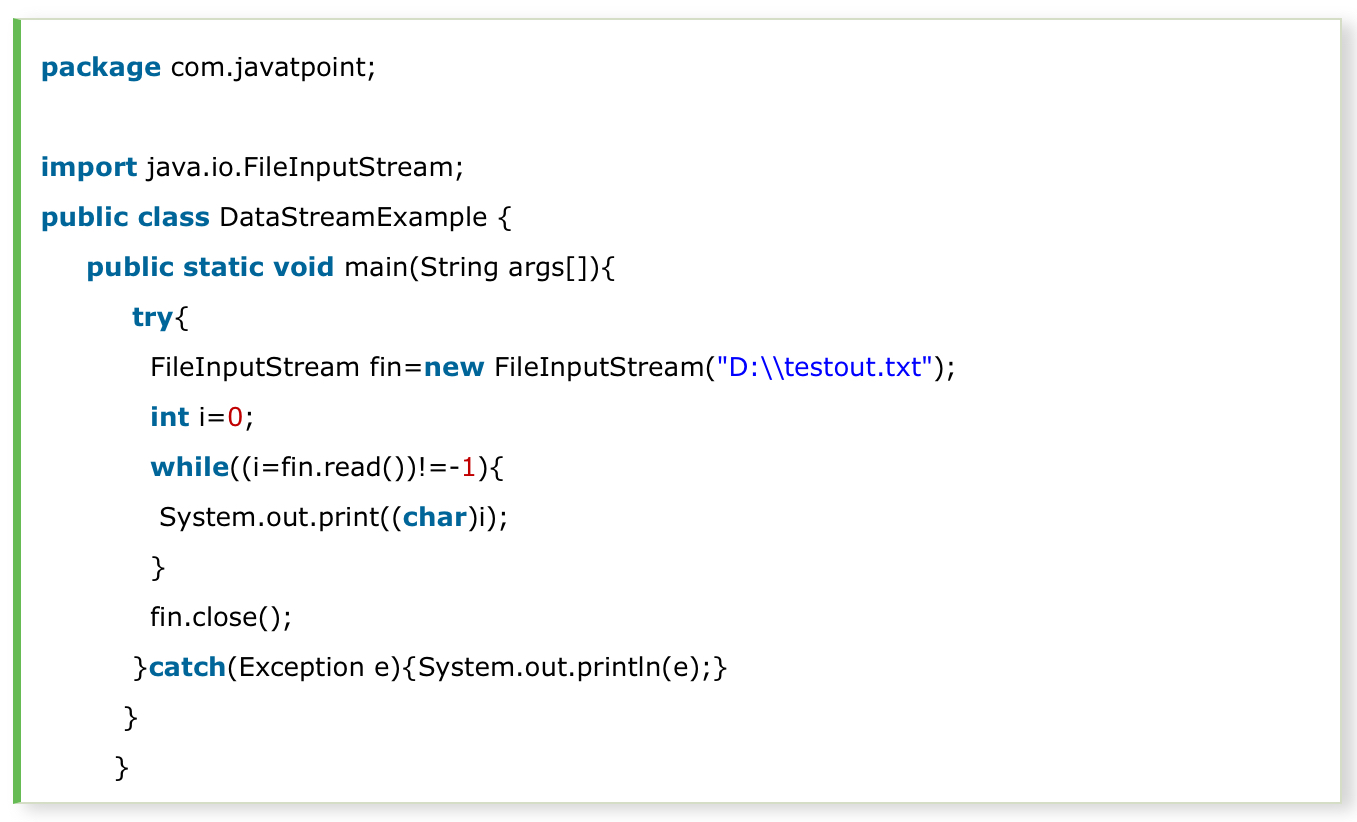 package com.javatpoint;
import java.io.FileInputStream;
public class DataStreamExample {
public static void main(String args[]){
try{
FileInputStream fin=new FileInputStream("D:\\testout.txt");
int i=0;
while((i=fin.read())!=-1){
System.out.print((char)i);
}
fin.close();
}catch(Exception e){System.out.println(e);}
}
}